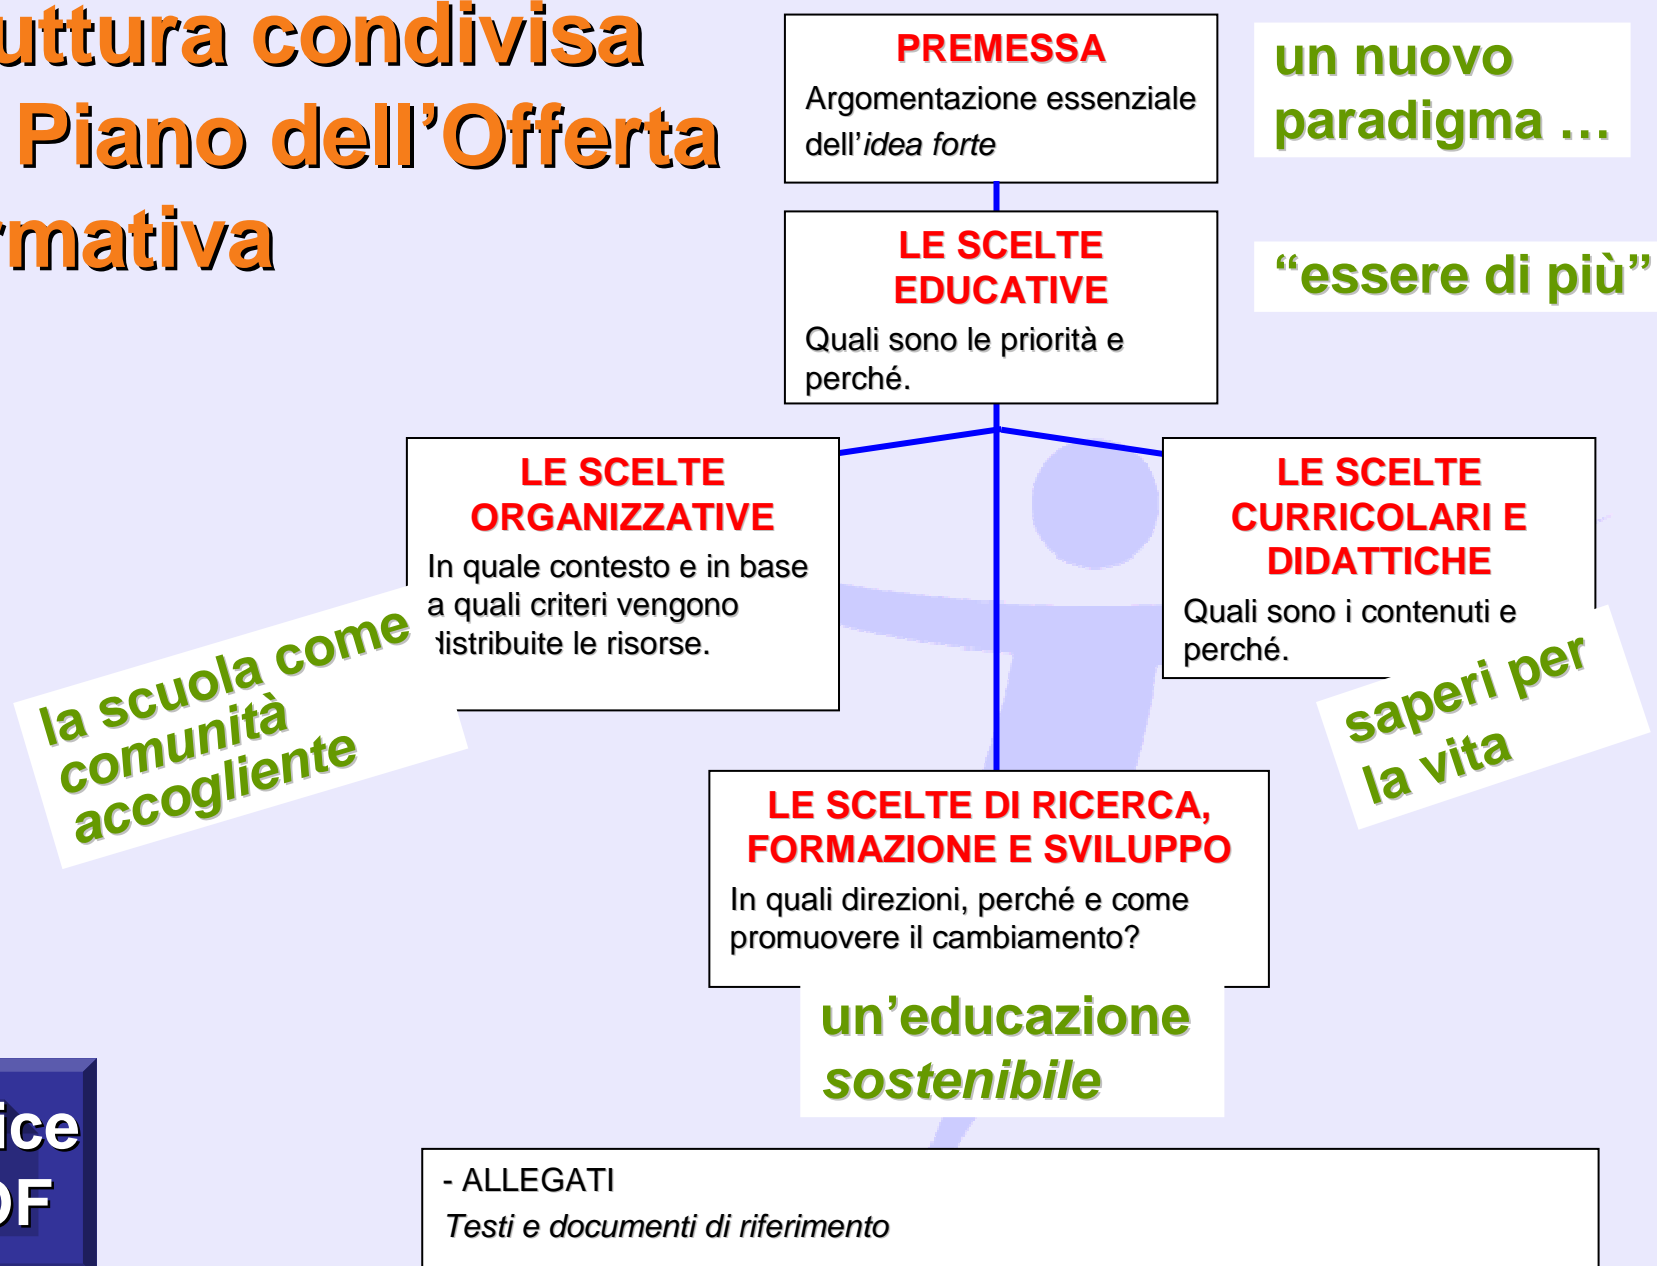 uttura condivisa
Piano dell’Offerta
rmativa
PREMESSA
Argomentazione essenziale
dell’idea forte
un nuovo
paradigma …
LE SCELTE
EDUCATIVE
Quali sono le priorità e
perché.
“essere di più”
LE SCELTE
ORGANIZZATIVE
In quale contesto e in base
a quali criteri vengono
distribuite le risorse.
la scuola come
comunità
accogliente
LE SCELTE
CURRICOLARI E
DIDATTICHE
Quali sono i contenuti e
perché.
saperi per
la vita
LE SCELTE DI RICERCA,
FORMAZIONE E SVILUPPO
In quali direzioni, perché e come
promuovere il cambiamento?
un’educazione
sostenibile
ice
OF
- ALLEGATI
Testi e documenti di riferimento